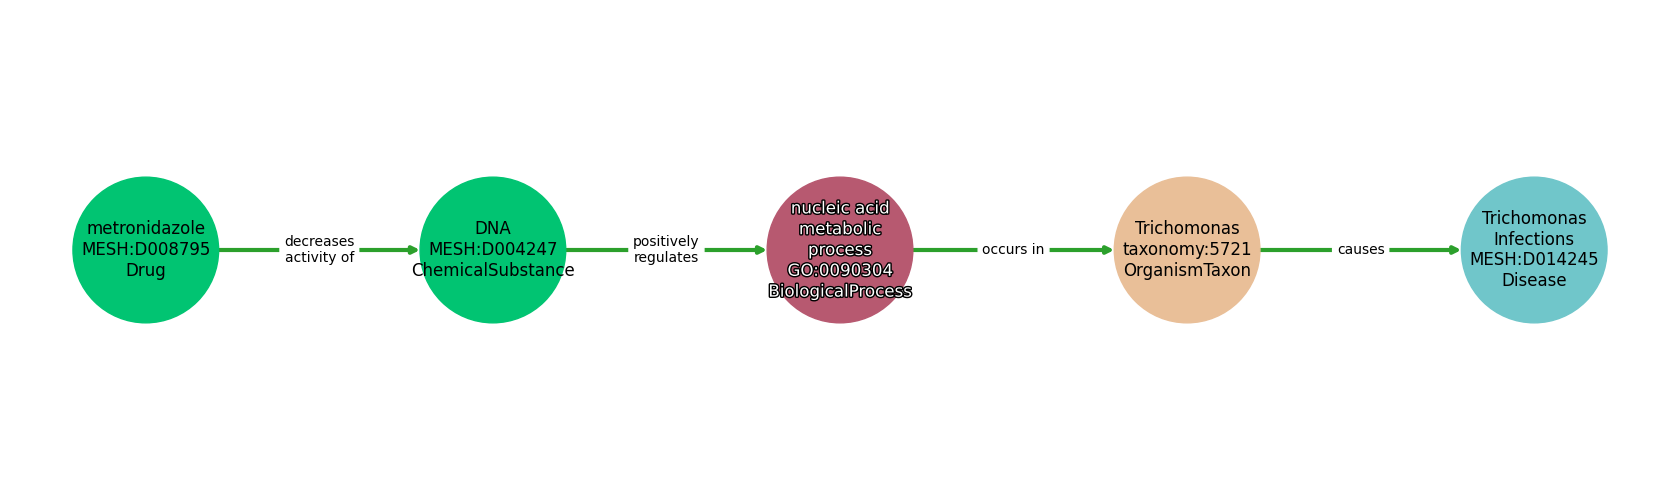 metronidazole
MESH:D008795
Drug
decreases
activity of
DNA
MESH:D004247
ChemicalSubstance
positively
regulates
nucleic acid
metabolic
process
GO:0090304
BiologicalProcess
occurs in
Trichomonas
taxonomy:5721
OrganismTaxon
causes
Trichomonas
Infections
MESH:D014245
Disease